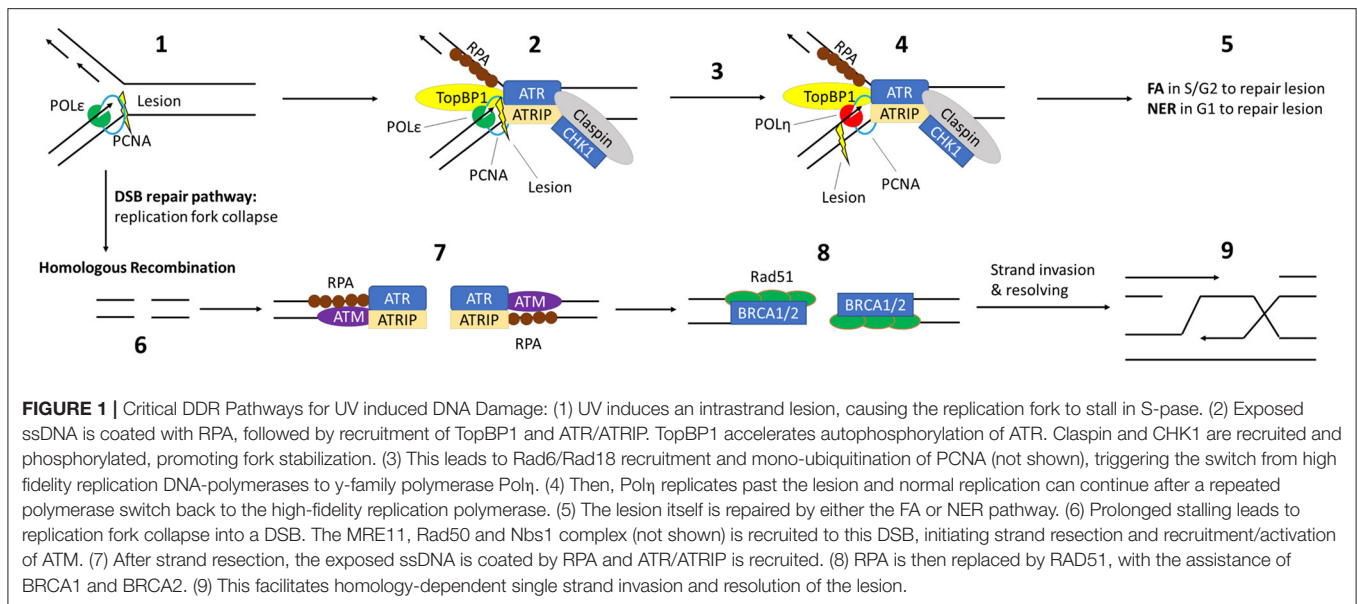 1
POLε
Lesion
PCNA
2
RPA
TopBP1
ATR
ATRIP
POLε
Claspin
CHK1
PCNA
Lesion
3
4
RPA
TopBP1
ATR
ATRIP
POLη
Claspin
CHK1
PCNA
Lesion
5
FA in S/G2 to repair lesion
NER in G1 to repair lesion
DSB repair pathway:
replication fork collapse
Homologous Recombination
6
7
RPA
ATR
ATM
ATRIP
ATR
ATM
ATRIP
RPA
8
Rad51
BRCA1/2
BRCA1/2
Strand invasion
& resolving
9
FIGURE 1 | Critical DDR Pathways for UV induced DNA Damage: (1) UV induces an intrastrand lesion, causing the replication fork to stall in S-pase. (2) Exposed
ssDNA is coated with RPA, followed by recruitment of TopBP1 and ATR/ATRIP. TopBP1 accelerates autophosphorylation of ATR. Claspin and CHK1 are recruited and
phosphorylated, promoting fork stabilization. (3) This leads to Rad6/Rad18 recruitment and mono-ubiquitination of PCNA (not shown), triggering the switch from high
fidelity replication DNA-polymerases to y-family polymerase Polη. (4) Then, Polη replicates past the lesion and normal replication can continue after a repeated
polymerase switch back to the high-fidelity replication polymerase. (5) The lesion itself is repaired by either the FA or NER pathway. (6) Prolonged stalling leads to
replication fork collapse into a DSB. The MRE11, Rad50 and Nbs1 complex (not shown) is recruited to this DSB, initiating strand resection and recruitment/activation
of ATM. (7) After strand resection, the exposed ssDNA is coated by RPA and ATR/ATRIP is recruited. (8) RPA is then replaced by RAD51, with the assistance of
BRCA1 and BRCA2. (9) This facilitates homology-dependent single strand invasion and resolution of the lesion.